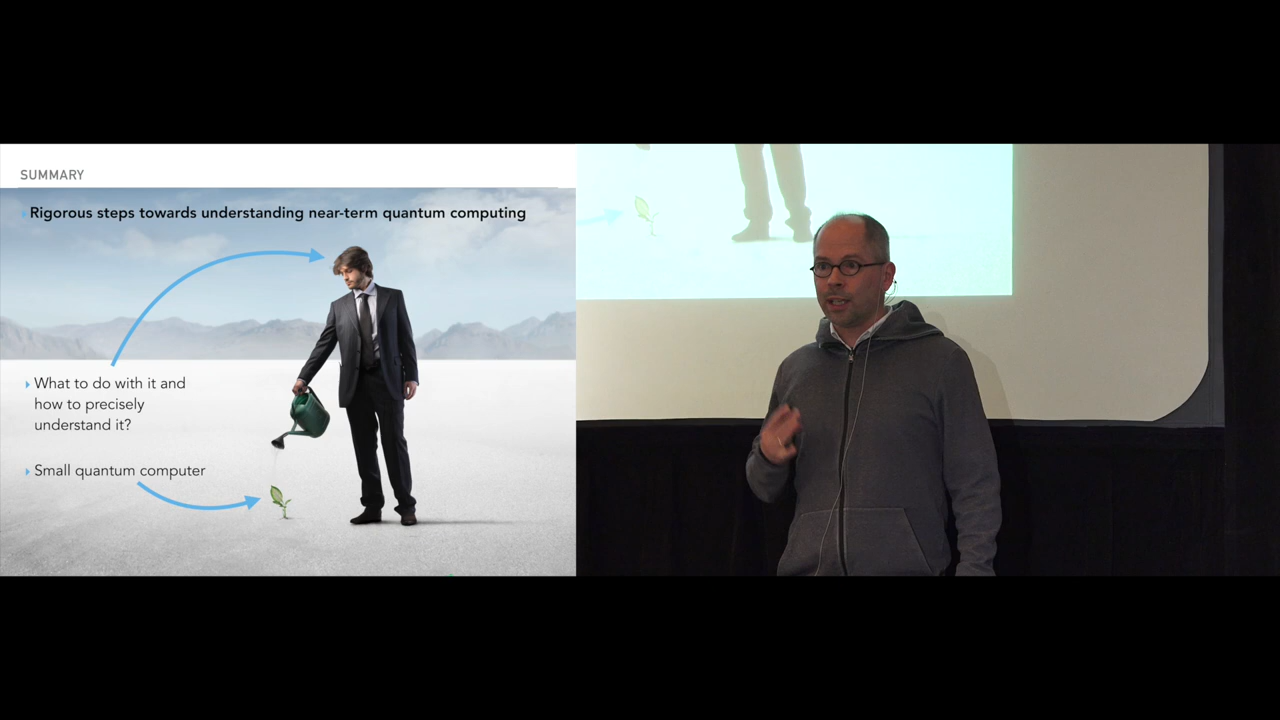 SUMMARY
Rigorous steps towards understanding near-term quantum computing
What to do with it and
how to precisely
understand it?
Small quantum computer